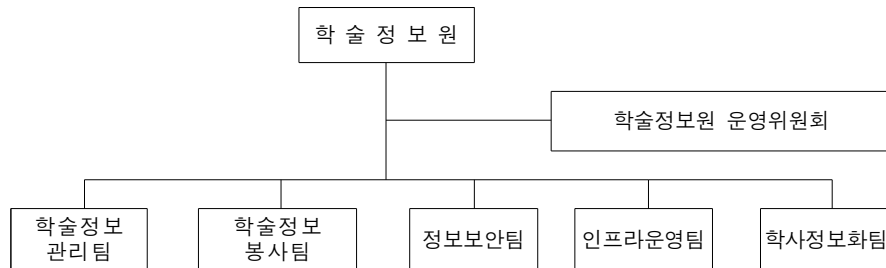 학 술 정 보 원
학술정보원 운영위원회
학술정보
관리팀
학술정보
봉사팀
정보보안팀
인프라운영팀
학사정보화팀